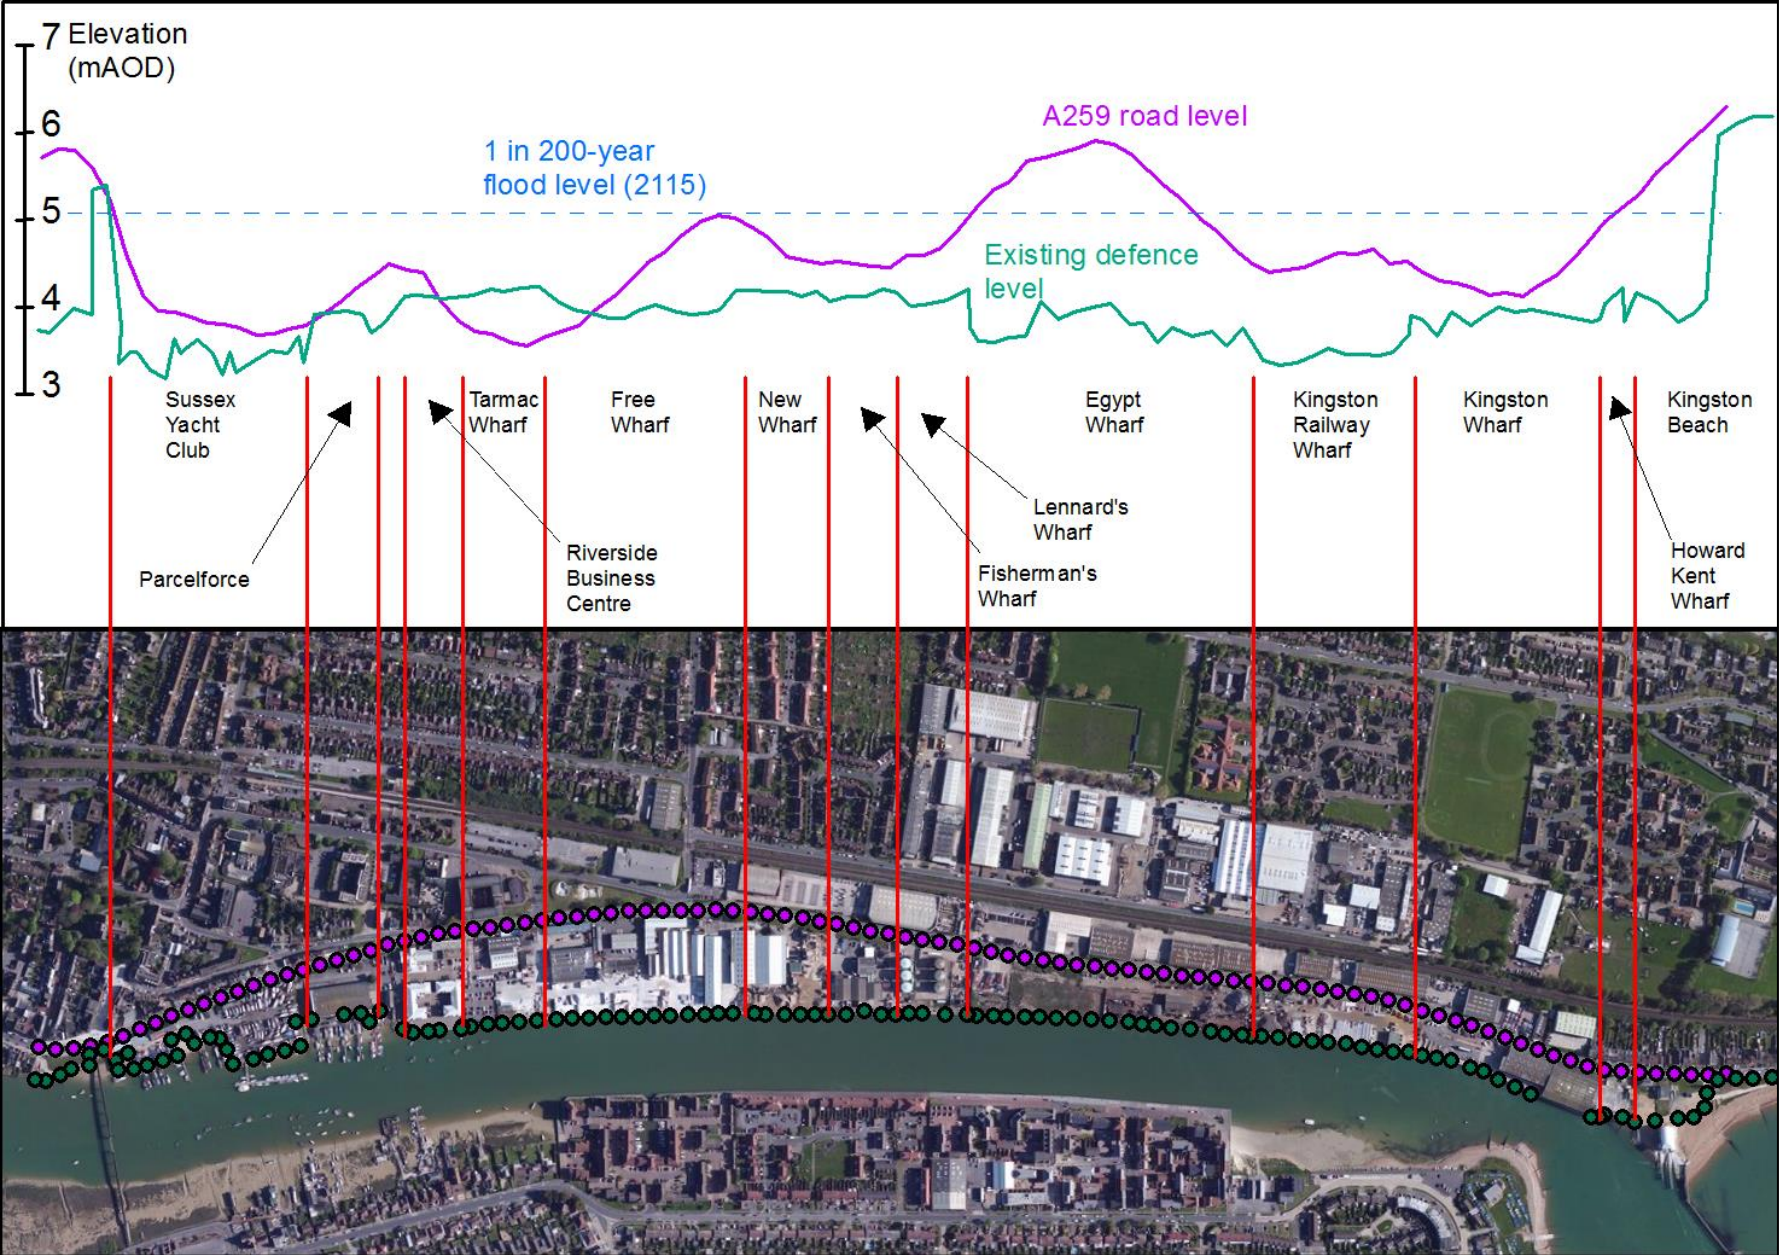 7 Elevation
(mAOD)
6
5
4
3
1 in 200-year
flood level (2115)
A259 road level
Existing defence
level
Sussex
Yacht
Club
Tarmac
Wharf
Free
Wharf
New
Wharf
Egypt
Wharf
Kingston
Railway
Wharf
Kingston
Wharf
Kingston
Beach
Parcelforce
Riverside
Business
Centre
Lennard's
Wharf
Fisherman's
Wharf
Howard
Kent
Wharf